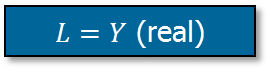 L = Y (real)